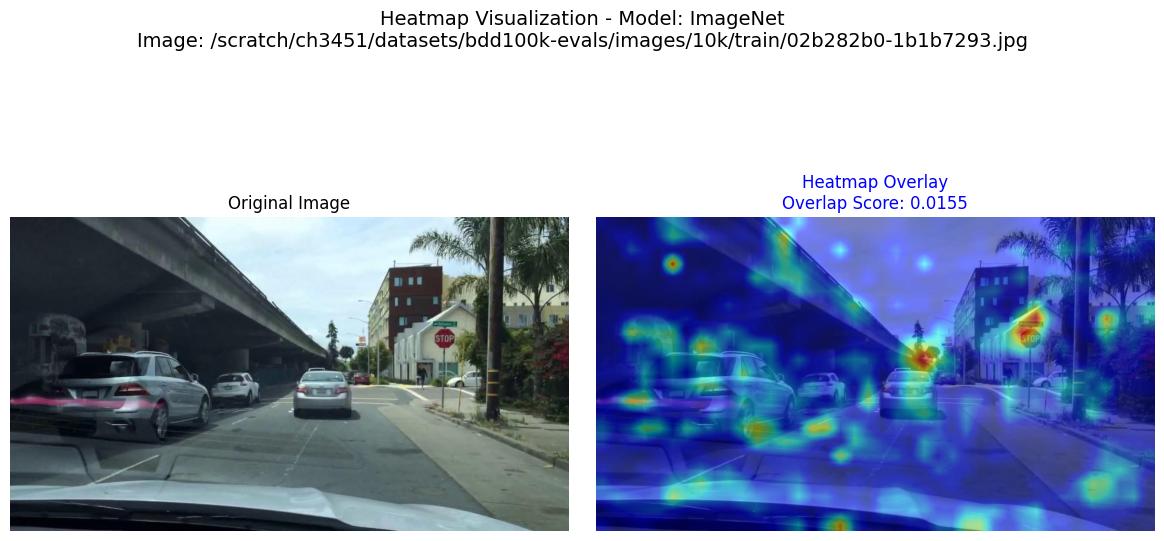 Heatmap Visualization - Model: ImageNet
Image: /scratch/ch3451/datasets/bdd100k-evals/images/10k/train/02b282b0-1b1b7293.jpg
Original Image
Heatmap Overlay
Overlap Score: 0.0155
STOP
STOP